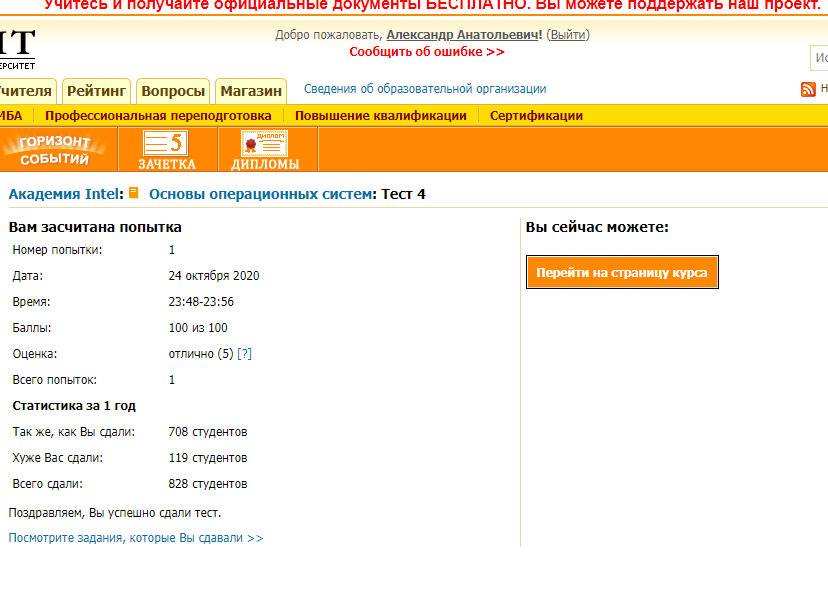 Учитесь и получайте официальные документы БЕСПЛАТНО. Вы можете поддержать наш проект.
ИТ
ЕРСИТЕТ
Добро пожаловать, Александр Анатольевич! (Выйти)
Сообщить об ошибке >>
Ис
учителя Рейтинг Вопросы Магазин Сведения об образовательной организации Н
МБА Профессиональная переподготовка Повышение квалификации Сертификации
ГОРИЗОНТ СОБЫТИЙ
5 ЗАЧЕТКА
ДИПЛОМ ДИПЛОМЫ
Академия Intel: Основы операционных систем: Тест 4
Вам засчитана попытка
Номер попытки: 1
Дата: 24 октября 2020
Время: 23:48-23:56
Баллы: 100 из 100
Оценка: отлично (5) [?]
Всего попыток: 1
Статистика за 1 год
Так же, как Вы сдали: 708 студентов
Хуже Вас сдали: 119 студентов
Всего сдали: 828 студентов
Поздравляем, Вы успешно сдали тест.
Посмотрите задания, которые Вы сдавали >>
Вы сейчас можете:
Перейти на страницу курса